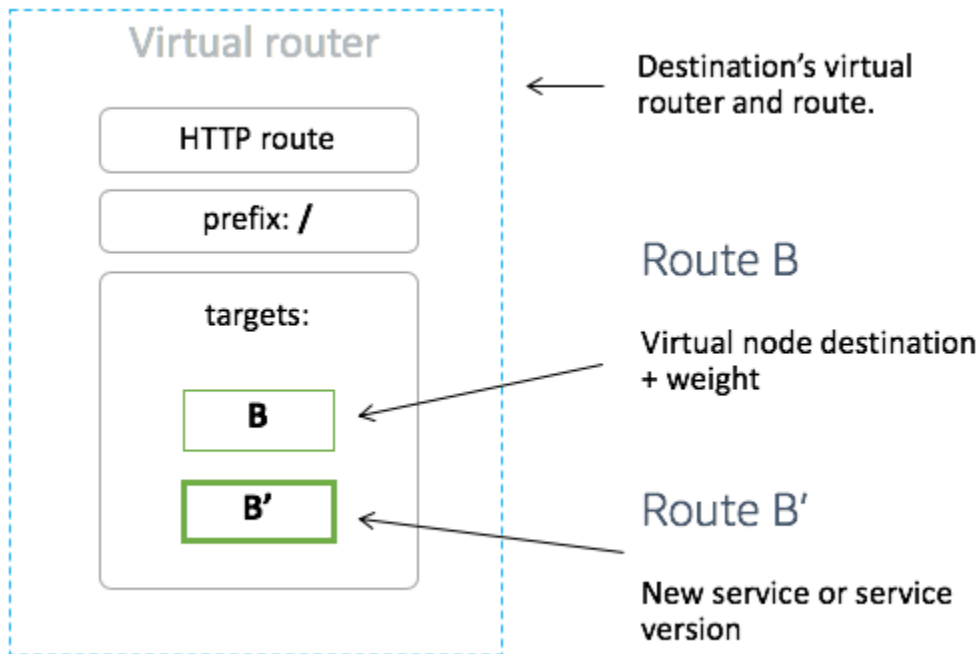 Virtual router
HTTP route
prefix: /
targets:
B
B’
Destination’s virtual
router and route.
Route B
Virtual node destination
+ weight
Route B’
New service or service
version